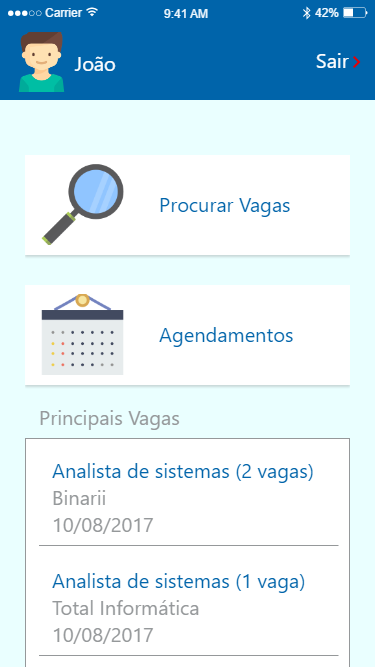 Carrier
9:41 AM
42%
João
Sair
Procurar Vagas
Agendamentos
Principais Vagas
Analista de sistemas (2 vagas)
Binarii
10/08/2017
Analista de sistemas (1 vaga)
Total Informática
10/08/2017